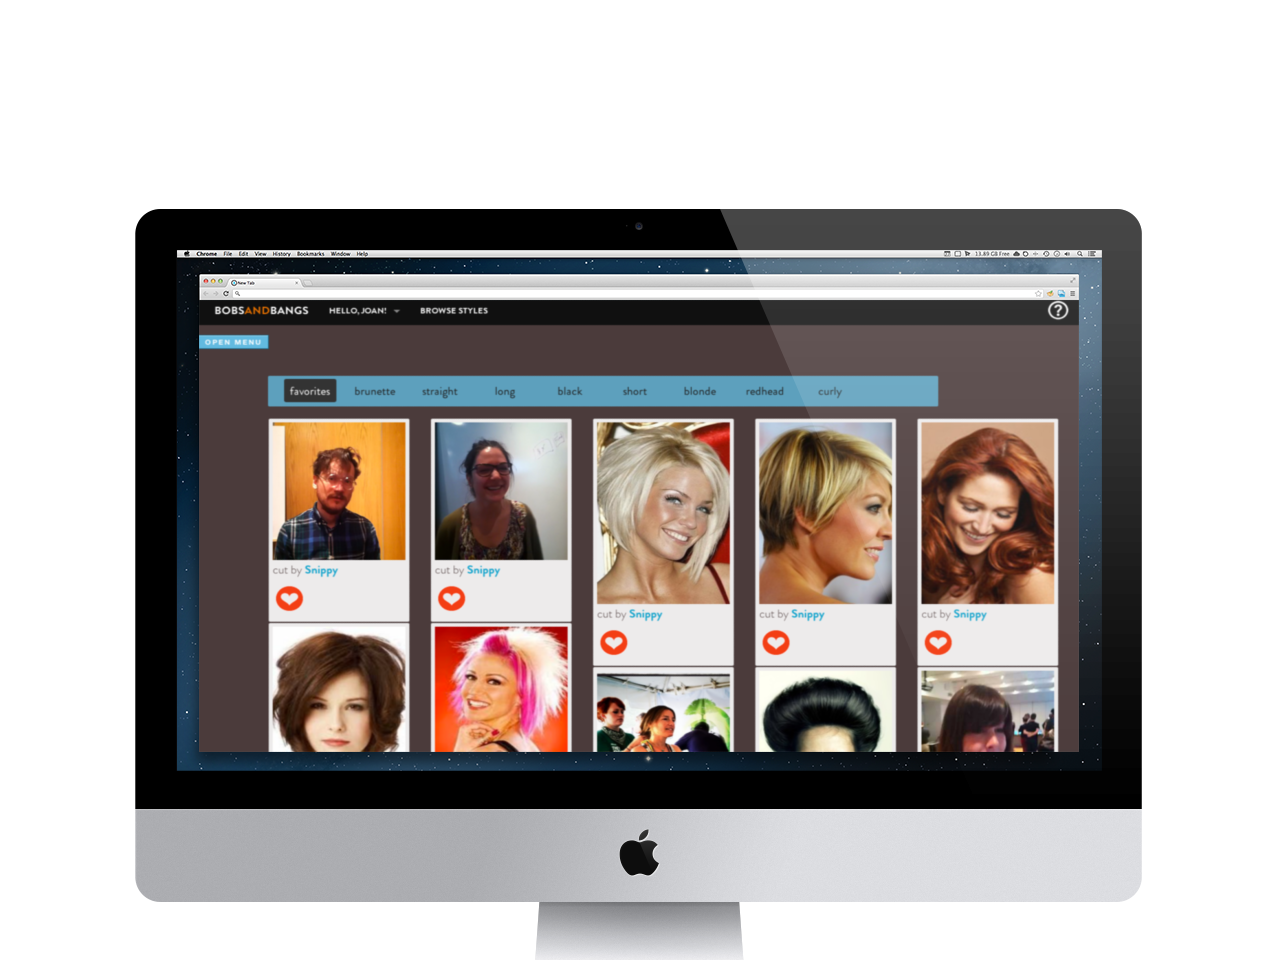 Chrome File Edit View History Bookmarks Window Help
13.89 GB Free
New Tab
BOBSANDBANGS HELLO, JOAN! BROWSE STYLES ?
OPEN MENU
favorites brunette straight long black short blonde redhead curly
cut by Snippy
cut by Snippy
cut by Snippy
cut by Snippy
cut by Snippy